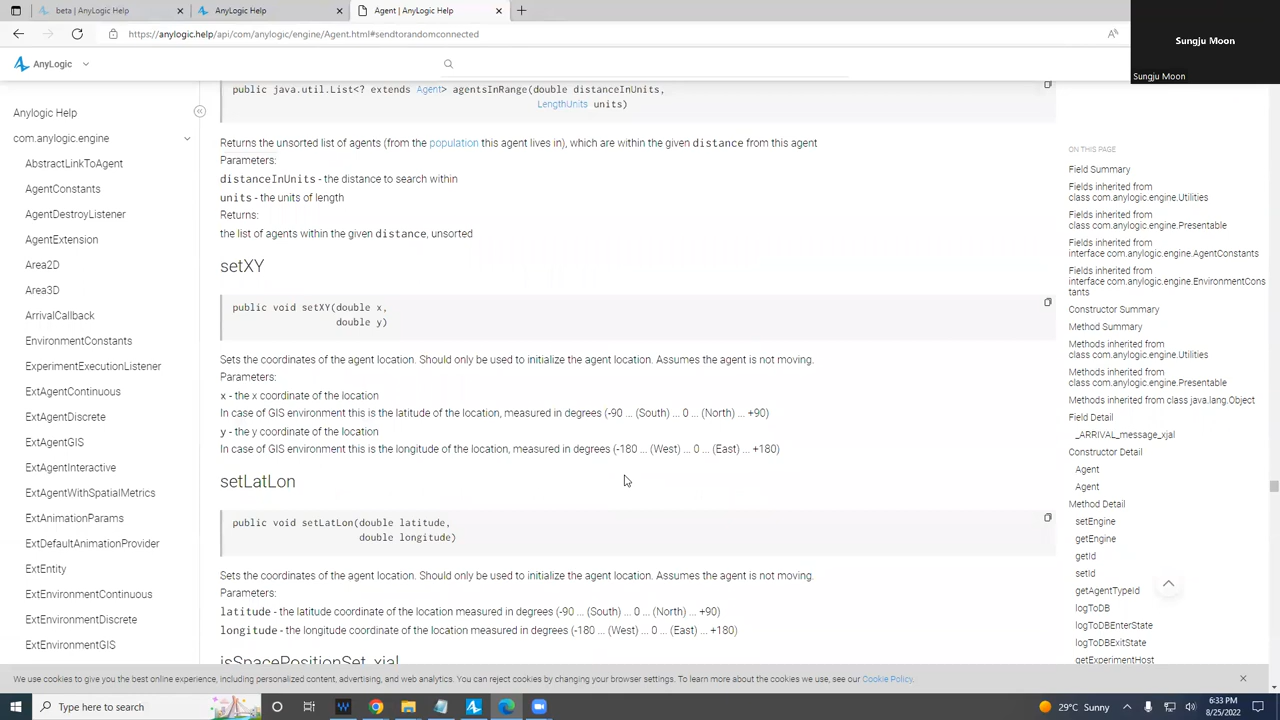 beta | AnyLogic Help
AnyLogic Help
Agent | AnyLogic Help
https://anylogic.help/api/com/anylogic/engine/Agent.html#sendtorandomconnected
Sungju Moon
Sungju Moon
AnyLogic
Anylogic Help
com.anylogic.engine
AbstractLinkToAgent
AgentConstants
AgentDestroyListener
AgentExtension
Area2D
Area3D
ArrivalCallback
EnvironmentConstants
ExperimentExecutionListener
ExtAgentContinuous
ExtAgentDiscrete
ExtAgentGIS
ExtAgentInteractive
ExtAgentWithSpatialMetrics
ExtAnimationParams
ExtDefaultAnimationProvider
ExtEntity
ExtEnvironmentContinuous
ExtEnvironmentDiscrete
ExtEnvironmentGIS
public java.util.List<? extends Agent> agentsInRange(double distanceInUnits,
LengthUnits units)
Returns the unsorted list of agents (from the population this agent lives in), which are within the given distance from this agent
Parameters:
distanceInUnits - the distance to search within
units - the units of length
Returns:
the list of agents within the given distance, unsorted
setXY
public void setXY(double x,
double y)
Sets the coordinates of the agent location. Should only be used to initialize the agent location. Assumes the agent is not moving.
Parameters:
x - the x coordinate of the location
In case of GIS environment this is the latitude of the location, measured in degrees (-90 ... (South) ... 0 ... (North) ... +90)
y - the y coordinate of the location
In case of GIS environment this is the longitude of the location, measured in degrees (-180 ... (West) ... 0 ... (East) ... +180)
setLatLon
public void setLatLon(double latitude,
double longitude)
Sets the coordinates of the agent location. Should only be used to initialize the agent location. Assumes the agent is not moving.
Parameters:
latitude - the latitude coordinate of the location measured in degrees (-90 ... (South) ... 0 ... (North) ... +90)
longitude - the longitude coordinate of the location measured in degrees (-180 ... (West) ... 0 ... (East) ... +180)
isSpacePositionSet_xjal
ON THIS PAGE
Field Summary
Fields inherited from
class com.anylogic.engine.Utilities
Fields inherited from
class com.anylogic.engine.Presentable
Fields inherited from
interface com.anylogic.engine.AgentConstants
Fields inherited from
interface com.anylogic.engine.EnvironmentCons
tants
Constructor Summary
Method Summary
Methods inherited from
class com.anylogic.engine.Utilities
Methods inherited from
class com.anylogic.engine.Presentable
Methods inherited from class java.lang.Object
Field Detail
_ARRIVAL_message_xjal
Constructor Detail
Agent
Agent
Method Detail
setEngine
getEngine
getId
setId
getAgentTypeId
logToDB
logToDBEnterState
logToDBExitState
getExperimentHost
We use cookies to give you the best online experience, including personalized content, advertising, and web analytics. You can reject cookies by changing your browser settings. To learn more about the cookies we use, see our Cookie Policy.
Type here to search
29°C Sunny
6:33 PM
8/25/2022